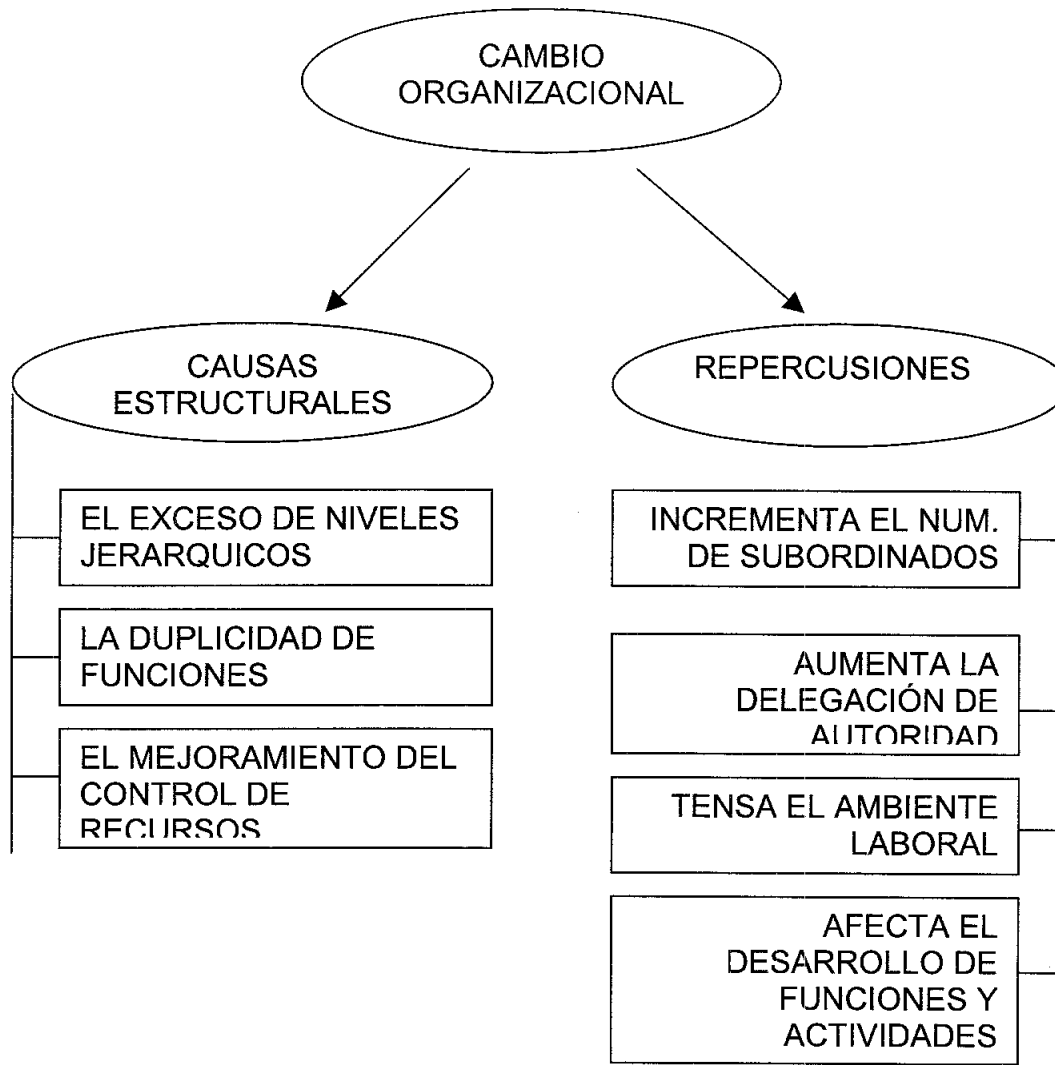 CAMBIO
ORGANIZACIONAL
CAUSAS
ESTRUCTURALES
EL EXCESO DE NIVELES
JERARQUICOS
LA DUPLICIDAD DE
FUNCIONES
EL MEJORAMIENTO DEL
CONTROL DE
RECURSOS
REPERCUSIONES
INCREMENTA EL NUM.
DE SUBORDINADOS
AUMENTA LA
DELEGACIÓN DE
AUTORIDAD
TENSA EL AMBIENTE
LABORAL
AFECTA EL
DESARROLLO DE
FUNCIONES Y
ACTIVIDADES